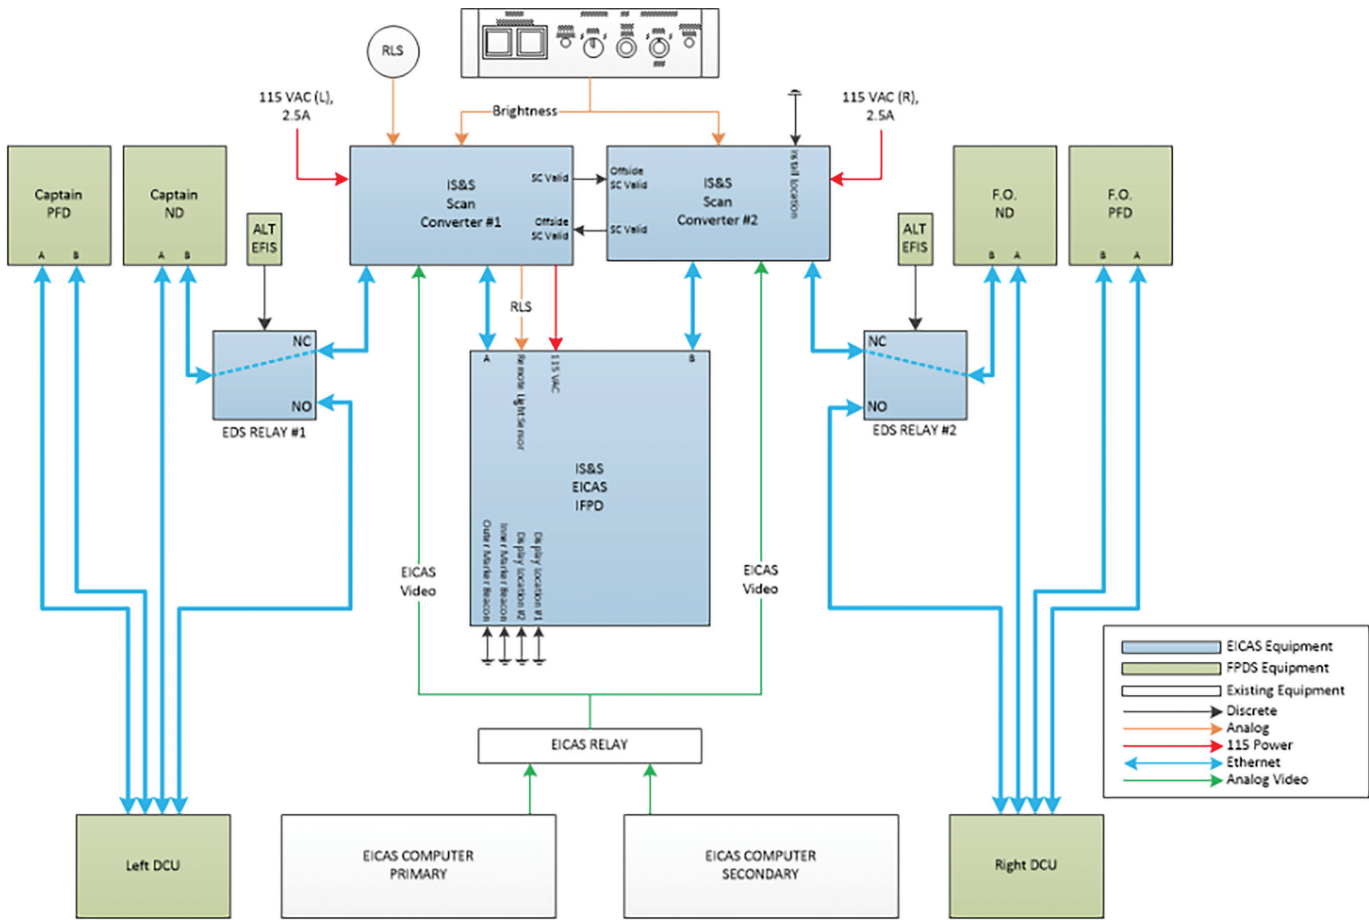 RLS
115 VAC (L),
2.5A
Brightness
115 VAC (R),
2.5A
Captain
PFD
A
B
Captain
ND
A
B
ALT
EFIS
IS&S
Scan
Converter #1
SC Valid
Offside
SC Valid
Offside
SC Valid
SC Valid
IS&S
Scan
Converter #2
Install Location
ALT
EFIS
F.O.
ND
B
A
F.O.
PFD
B
A
NC
NO
EDS RELAY #1
RLS
A
Remote Light Sensor
115 VAC
B
IS&S
EICAS
IFPD
Outer Marker Beacon
Inner Marker Beacon
Display Location #2
Display Location #1
NC
NO
EDS RELAY #2
EICAS
Video
EICAS
Video
EICAS RELAY
EICAS COMPUTER
PRIMARY
EICAS COMPUTER
SECONDARY
Left DCU
Right DCU
EICAS Equipment
FPDS Equipment
Existing Equipment
Discrete
Analog
115 Power
Ethernet
Analog Video